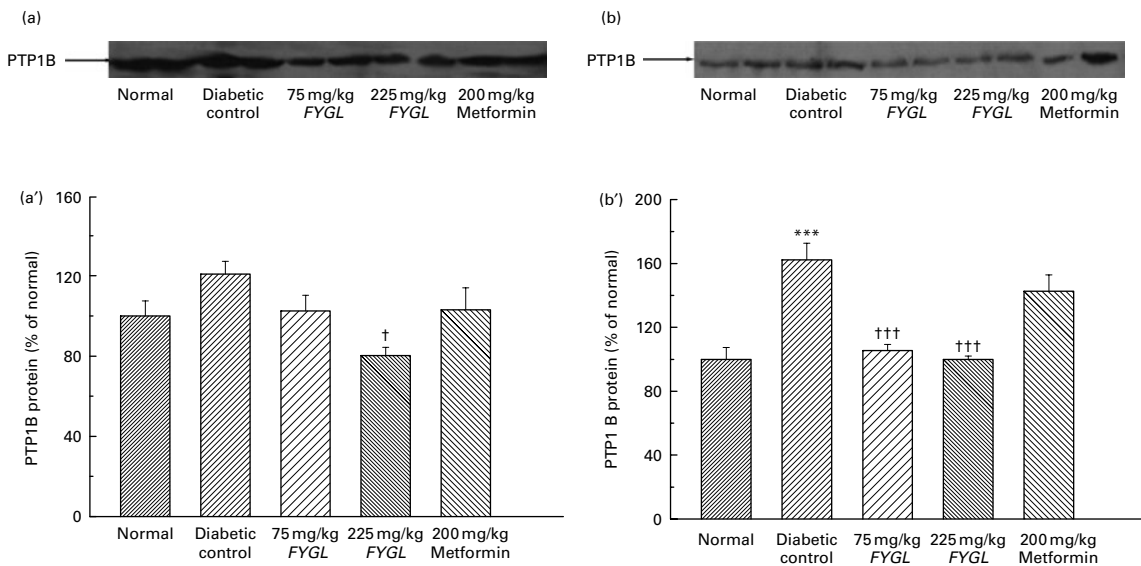 (a)
PTP1B
Normal
Diabetic
control
75 mg/kg
FYGL
225 mg/kg
FYGL
200 mg/kg
Metformin
(b)
PTP1B
Normal
Diabetic
control
75 mg/kg
FYGL
225 mg/kg
FYGL
200 mg/kg
Metformin
(a′)
PTP1B protein (% of normal)
160
120
80
40
0
†
Normal
Diabetic
control
75 mg/kg
FYGL
225 mg/kg
FYGL
200 mg/kg
Metformin
(b′)
PTP1 B protein (% of normal)
200
160
120
80
40
0
***
†††
†††
Normal
Diabetic
control
75 mg/kg
FYGL
225 mg/kg
FYGL
200 mg/kg
Metformin